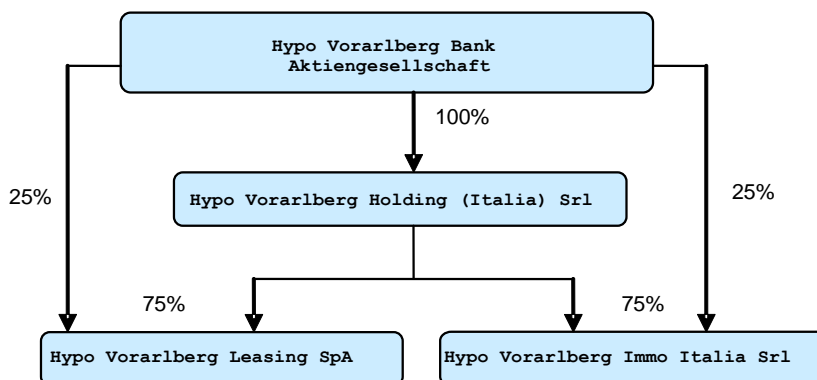 Hypo Vorarlberg Bank
Aktiengesellschaft
100%
25%
Hypo Vorarlberg Holding (Italia) Srl
25%
75%
75%
Hypo Vorarlberg Leasing SpA
Hypo Vorarlberg Immo Italia Srl